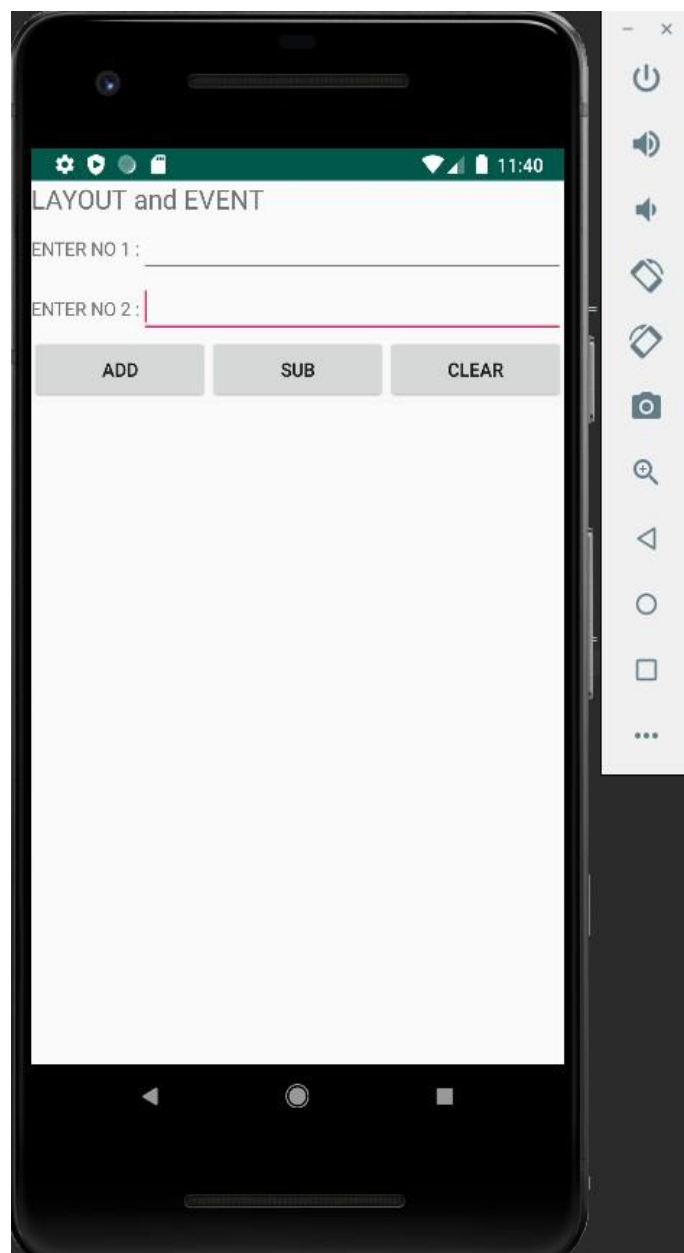 11:40
LAYOUT and EVENT
ENTER NO 1 :
ENTER NO 2 :
ADD SUB CLEAR